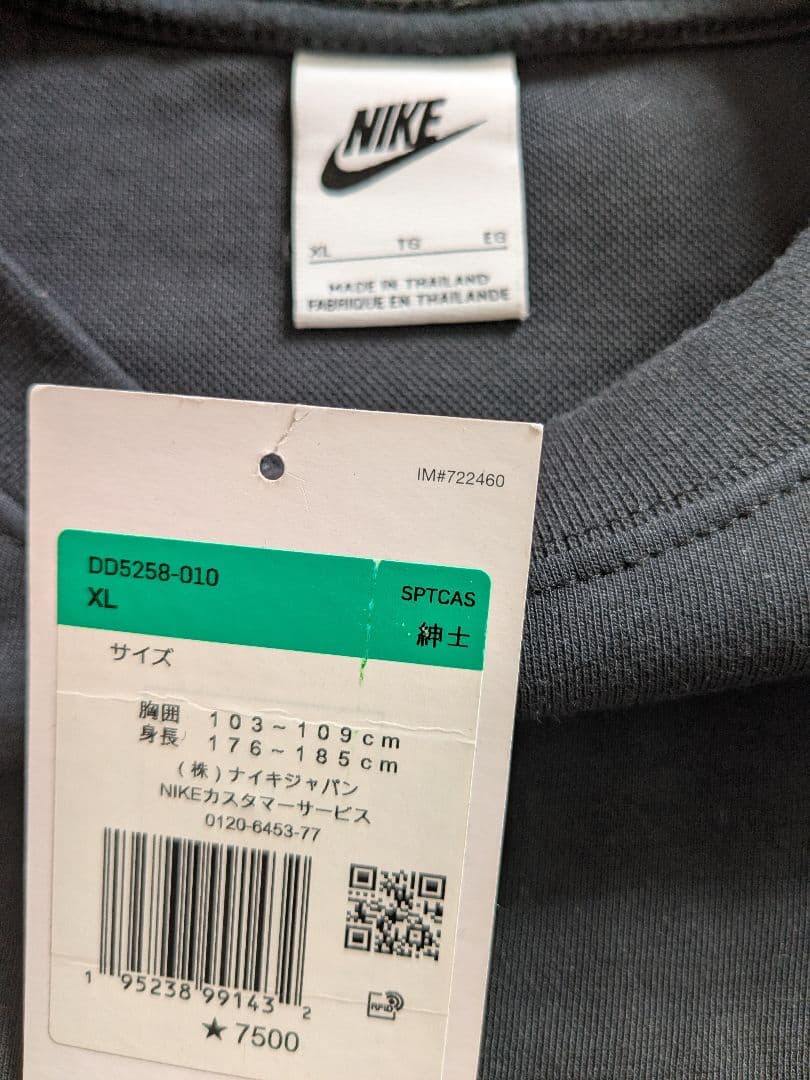 NIKE
XL TG EG
MADE IN THAILAND
FABRIQUE EN THAILANDE
IM#722460
DD5258-010
XL
SPTCAS
紳士
サイズ
胸囲 103~109cm
身長 176~185cm
(株)ナイキジャパン
NIKEカスタマーサービス
0120-6453-77
1 95238 99143 2
RFID
★7500